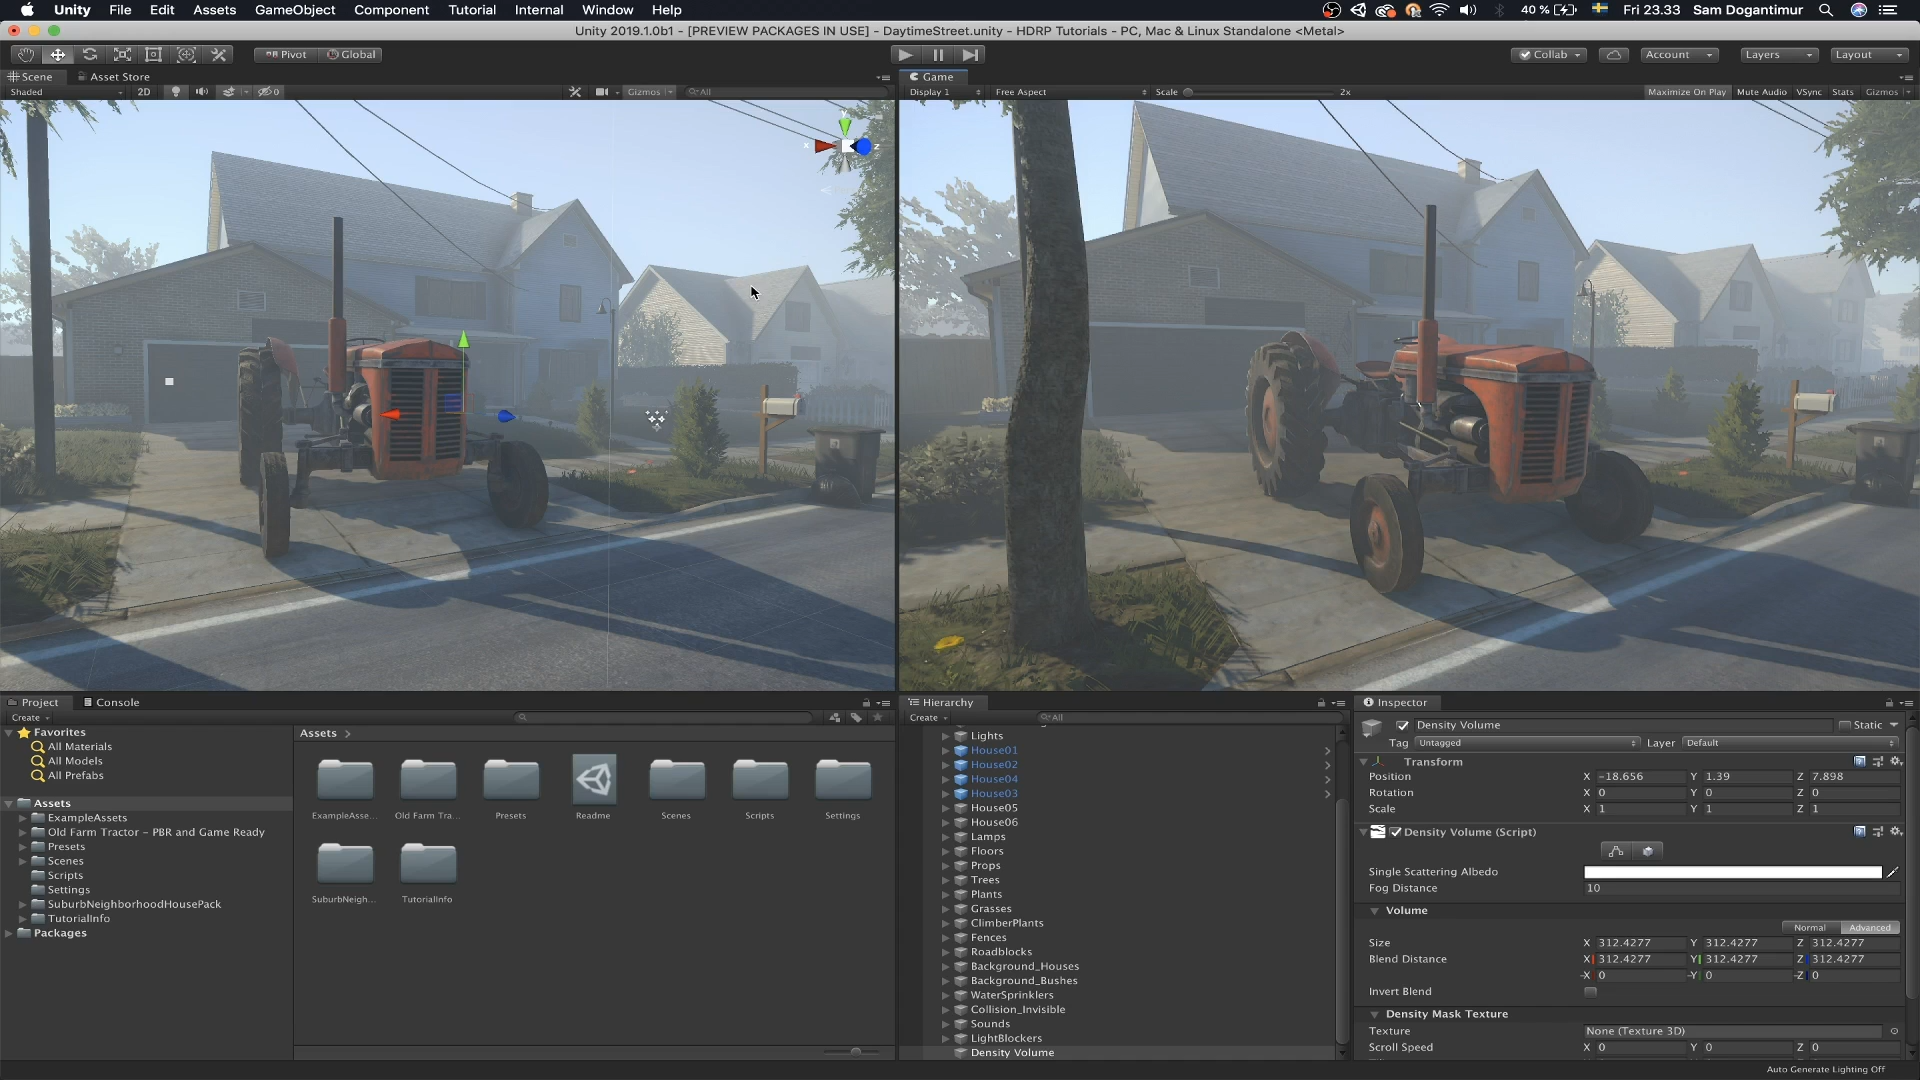 Unity File Edit Assets GameObject Component Tutorial Internal Window Help 40 % Fri 23.33 Sam Dogantimur
Unity 2019.1.0b1 - [PREVIEW PACKAGES IN USE] - DaytimeStreet.unity - HDRP Tutorials - PC, Mac & Linux Standalone <Metal>
Pivot Global Collab Account Layers Layout
Scene Asset Store Game
Shaded 2D 0 Gizmos All Display 1 Free Aspect Scale 2x Maximize On Play Mute Audio VSync Stats Gizmos
x z
Project Console
Create
Favorites
All Materials
All Models
All Prefabs
Assets
ExampleAssets
Old Farm Tractor - PBR and Game Ready
Presets
Scenes
Scripts
Settings
SuburbNeighborhoodHousePack
TutorialInfo
Packages
Assets
ExampleAsse... Old Farm Tra... Presets Readme Scenes Scripts Settings
SuburbNeigh... TutorialInfo
Hierarchy
Create All
Lights
House01
House02
House04
House03
House05
House06
Lamps
Floors
Props
Trees
Plants
Grasses
ClimberPlants
Fences
Roadblocks
Background_Houses
Background_Bushes
WaterSprinklers
Collision_Invisible
Sounds
LightBlockers
Density Volume
Inspector
Density Volume Static
Tag Untagged Layer Default
Transform
Position X -18.656 Y 1.39 Z 7.898
Rotation X 0 Y 0 Z 0
Scale X 1 Y 1 Z 1
Density Volume (Script)
Single Scattering Albedo
Fog Distance 10
Volume
Normal Advanced
Size X 312.4277 Y 312.4277 Z 312.4277
Blend Distance X 312.4277 Y 312.4277 Z 312.4277
-X 0 -Y 0 -Z 0
Invert Blend
Density Mask Texture
Texture None (Texture 3D)
Scroll Speed X 0 Y 0 Z 0
Auto Generate Lighting Off